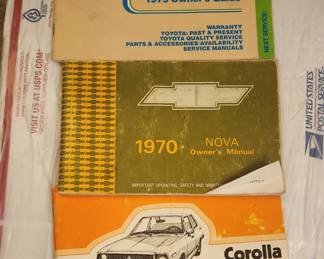 1979 Owner's Guide
WARRANTY
TOYOTA: PAST & PRESENT
TOYOTA QUALITY SERVICE
PARTS & ACCESSORIES AVAILABILITY
SERVICE MANUALS
NEXT SERVICE:
VISIT US AT USPS.COM
UNITED STATES
POSTAL SERVICE
1970 NOVA
Owner's Manual
IMPORTANT OPERATING, SAFETY AND
Corolla